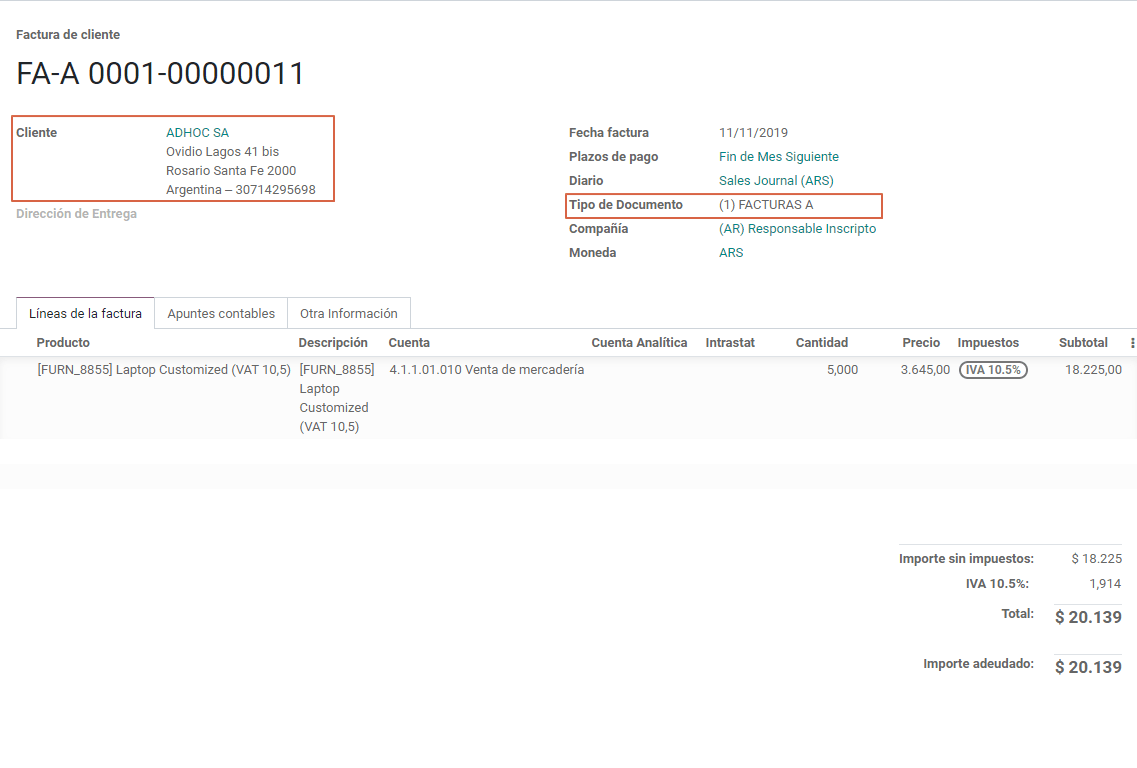 Factura de cliente
FA-A 0001-00000011
Cliente ADHOC SA
Ovidio Lagos 41 bis
Rosario Santa Fe 2000
Argentina – 30714295698
Dirección de Entrega
Fecha factura 11/11/2019
Plazos de pago Fin de Mes Siguiente
Diario Sales Journal (ARS)
Tipo de Documento (1) FACTURAS A
Compañía (AR) Responsable Inscripto
Moneda ARS
Líneas de la factura Apuntes contables Otra Información
Producto Descripción Cuenta Cuenta Analítica Intrastat Cantidad Precio Impuestos Subtotal
[FURN_8855] Laptop Customized (VAT 10,5) [FURN_8855] 4.1.1.01.010 Venta de mercadería 5,000 3.645,00 IVA 10.5% 18.225,00
Laptop
Customized
(VAT 10,5)
Importe sin impuestos: $ 18.225
IVA 10.5%: 1,914
Total: $ 20.139
Importe adeudado: $ 20.139